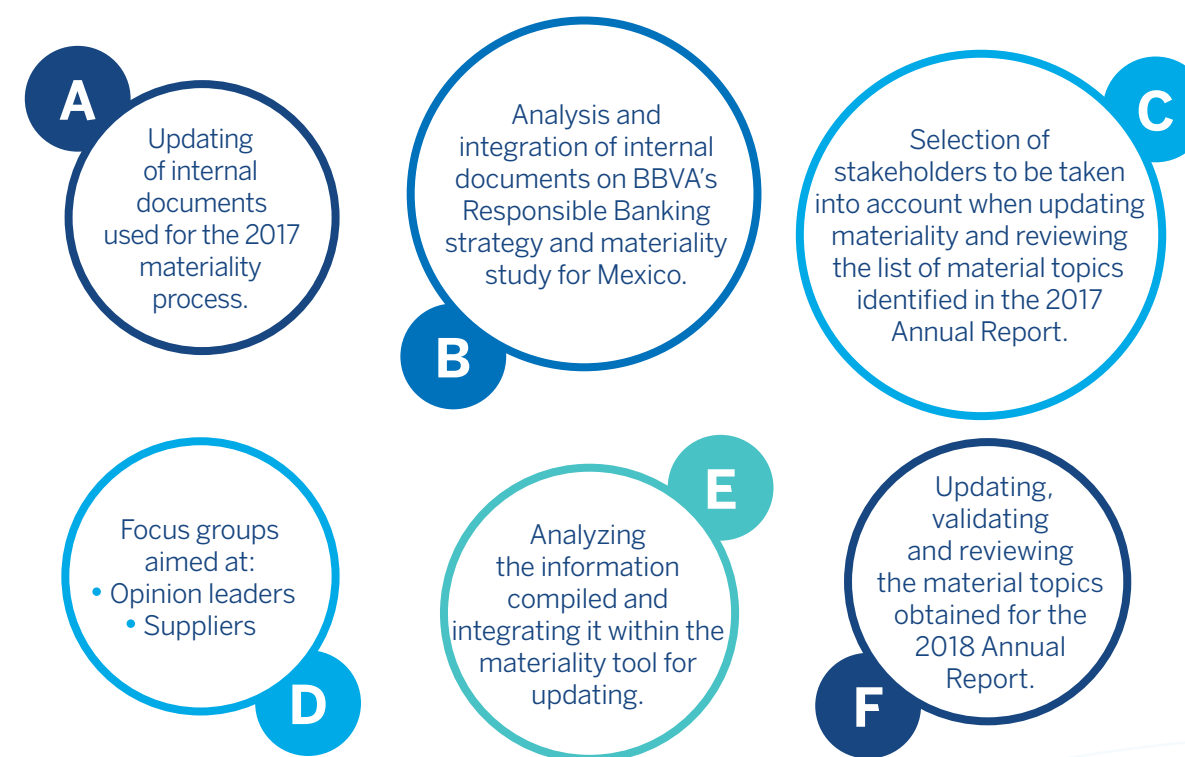 A
Updating
of internal
documents
used for the 2017
materiality
process.
Analysis and
integration of internal
documents on BBVA's
Responsible Banking
strategy and materiality
study for Mexico.
B
C
Selection of
stakeholders to be taken
into account when updating
materiality and reviewing
the list of material topics
identified in the 2017
Annual Report.
Focus groups
aimed at:
• Opinion leaders
• Suppliers
D
E
Analyzing
the information
compiled and
integrating it within the
materiality tool for
updating.
Updating,
validating
and reviewing
the material topics
obtained for the
2018 Annual
Report.
F